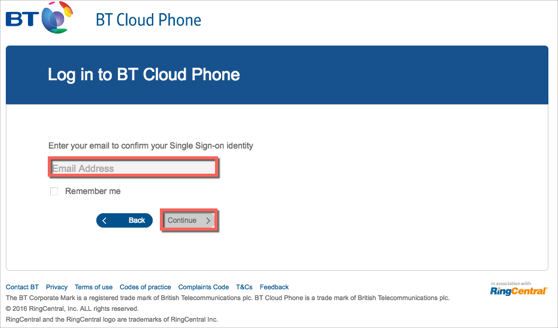 BT BT Cloud Phone
Log in to BT Cloud Phone
Enter your email to confirm your Single Sign-on identity
Email Address
Remember me
Back Continue
Contact BT Privacy Terms of use Codes of practice Complaints Code T&Cs Feedback
in association with
RingCentral
The BT Corporate Mark is a registered trade mark of British Telecommunications plc. BT Cloud Phone is a trade mark of British Telecommunications plc.
© 2016 RingCentral, Inc. ALL rights reserved.
RingCentral and the RingCentral logo are trademarks of RingCentral Inc.